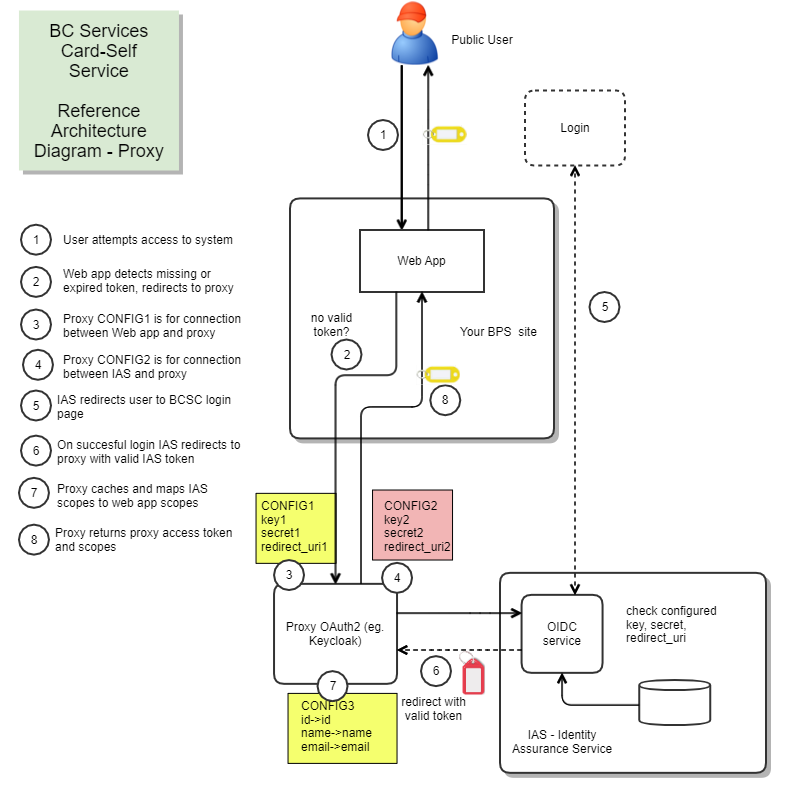 BC Services
Card-Self
Service
Reference
Architecture
Diagram - Proxy
Public User
Login
1
Web App
no valid
token?
2
Your BPS site
8
5
1
User attempts access to system
2
Web app detects missing or
expired token, redirects to proxy
3
Proxy CONFIG1 is for connection
between Web app and proxy
4
Proxy CONFIG2 is for connection
between IAS and proxy
5
IAS redirects user to BCSC login
page
6
On succesful login IAS redirects to
proxy with valid IAS token
7
Proxy caches and maps IAS
scopes to web app scopes
8
Proxy returns proxy access token
and scopes
CONFIG1
key1
secret1
redirect_uri1
CONFIG2
key2
secret2
redirect_uri2
3
4
Proxy OAuth2 (eg.
Keycloak)
7
CONFIG3
id->id
name->name
email->email
6
redirect with
valid token
OIDC
service
check configured
key, secret,
redirect_uri
IAS - Identity
Assurance Service